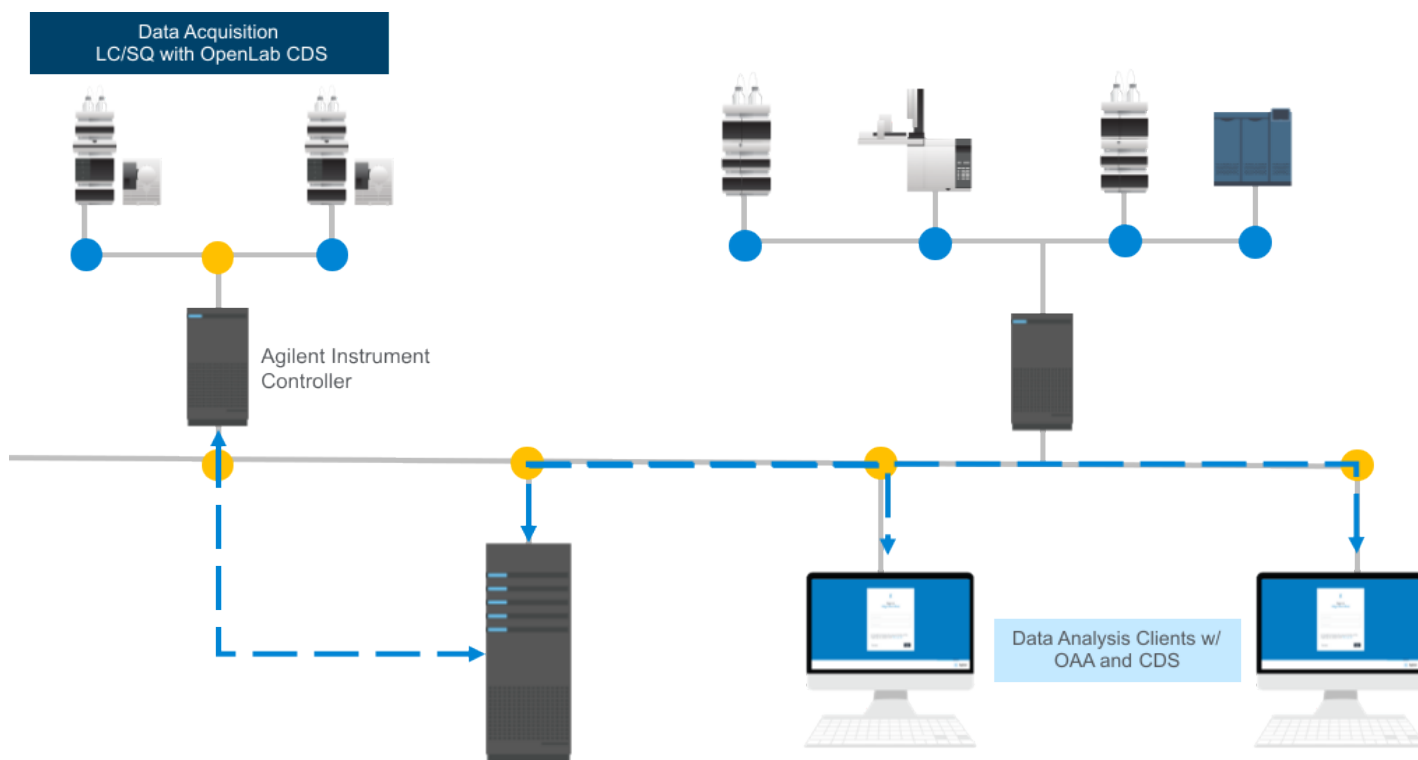 Data Acquisition
LC/SQ with OpenLab CDS
Agilent Instrument
Controller
Data Analysis Clients w/
OAA and CDS